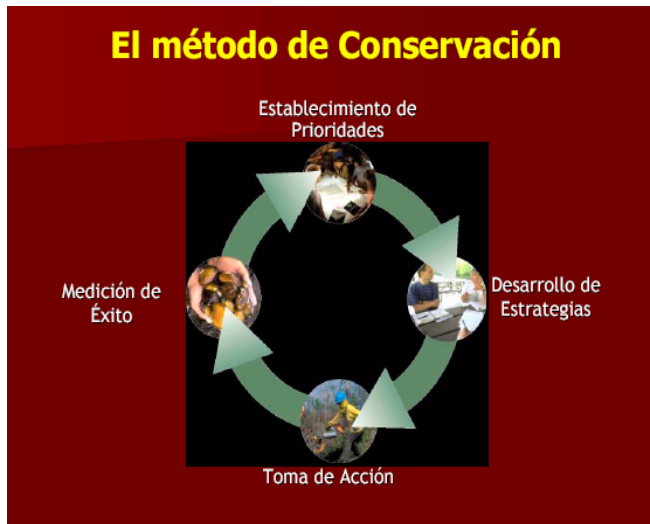 El método de Conservación
Establecimiento de
Prioridades
Desarrollo de
Estrategias
Medición de
Éxito
Toma de Acción